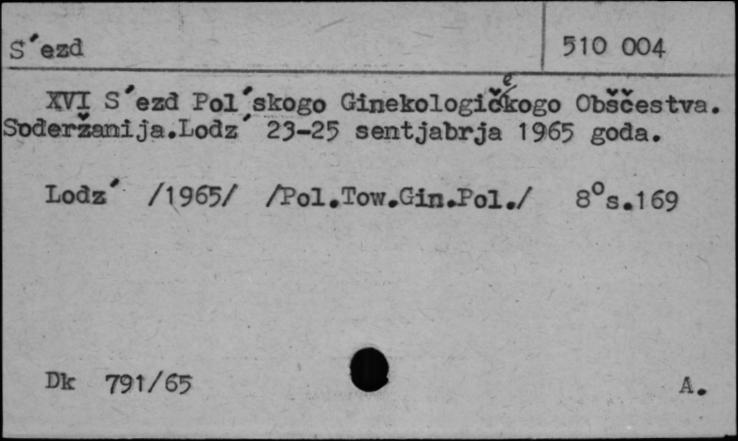 S´ezd 510 004
XVI S´ezd Pol´skogo Ginekologičekogo Obščestva.
Soderžanija.Lodz´ 23-25 sentjabrja 1965 goda.
Lodz´ /1965/ /Pol.Tow.Gin.Pol./ 8°s.169
Dk 791/65 A.